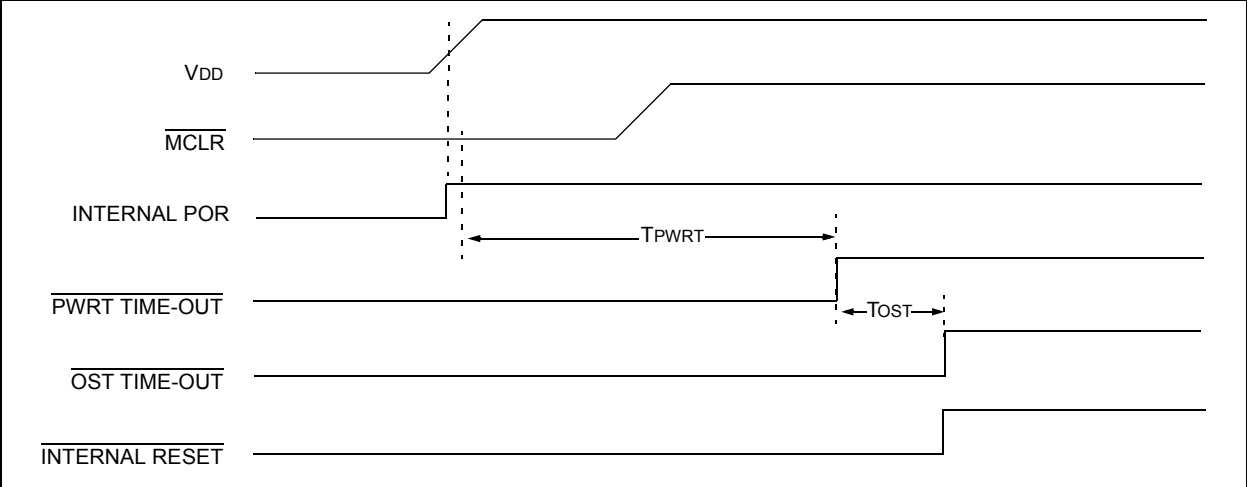 VDD
MCLR
INTERNAL POR
TPWRT
PWRT TIME-OUT
TOST
OST TIME-OUT
INTERNAL RESET